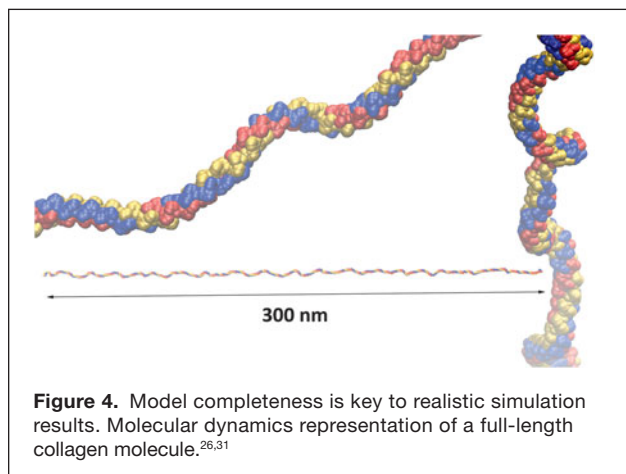 300 nm
Figure 4. Model completeness is key to realistic simulation
results. Molecular dynamics representation of a full-length
collagen molecule.26,31